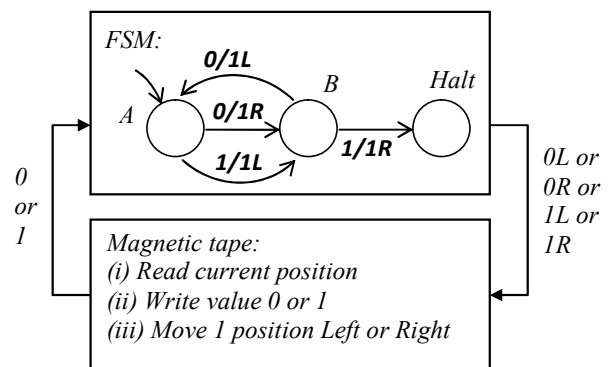 FSM:
0/1L
B
Halt
A
0/1R
1/1L
1/1R
0
or
1
0L or
0R or
1L or
1R
Magnetic tape:
(i) Read current position
(ii) Write value 0 or 1
(iii) Move 1 position Left or Right